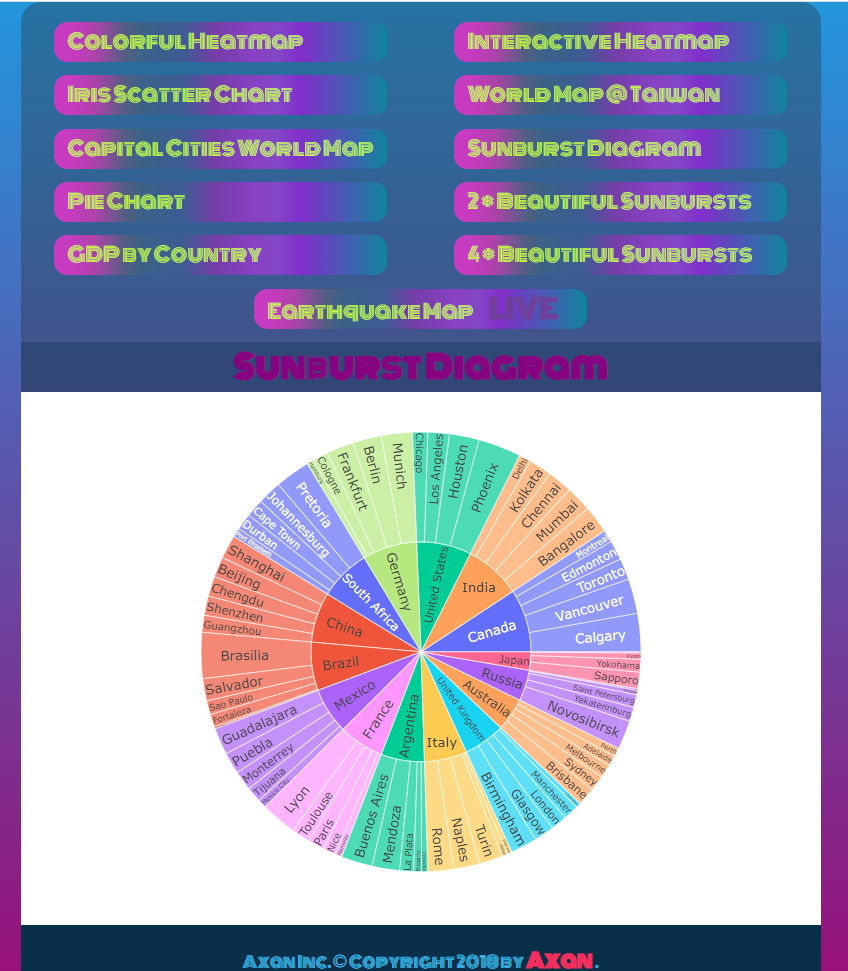 Colorful Heatmap
Interactive Heatmap
Iris Scatter Chart
World Map @ Taiwan
Capital Cities World Map
Sunburst Diagram
Pie Chart
2 * Beautiful Sunbursts
GDP by Country
4 * Beautiful Sunbursts
Earthquake Map LIVE
Sunburst Diagram
United States
Chicago
Los Angeles
Houston
Phoenix
India
Delhi
Kolkata
Chennai
Mumbai
Bangalore
Canada
Montreal
Edmonton
Toronto
Vancouver
Calgary
Japan
Kyoto
Yokohama
Sapporo
Russia
Saint Petersburg
Yekaterinburg
Novosibirsk
Australia
Perth
Adelaide
Melbourne
Sydney
Brisbane
United Kingdom
Manchester
London
Glasgow
Birmingham
Italy
Turin
Naples
Rome
Argentina
Rosario
La Plata
Mendoza
Buenos Aires
France
Marseille
Nice
Paris
Toulouse
Lyon
Mexico
Mexico City
Tijuana
Monterrey
Puebla
Guadalajara
Brazil
Fortaleza
Sao Paulo
Salvador
Brasilia
China
Guangzhou
Shenzhen
Chengdu
Beijing
Shanghai
South Africa
Port Elizabeth
Durban
Cape Town
Johannesburg
Pretoria
Germany
Hamburg
Cologne
Frankfurt
Berlin
Munich
Axan Inc. © Copyright 2018 by Axan .